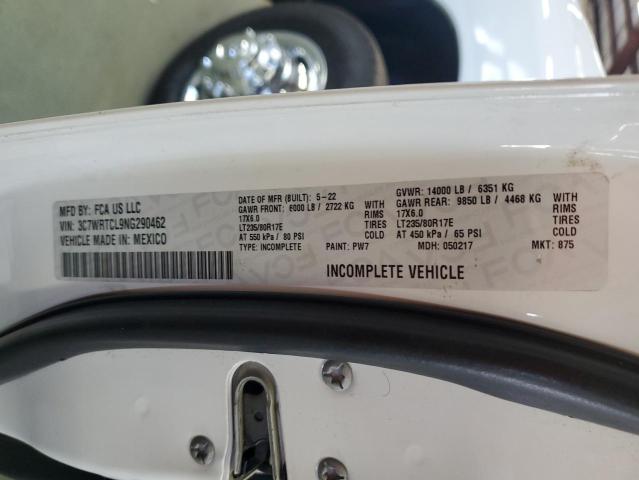 MFD BY: FCA US LLC
VIN: 3C7WRTCL9NG290462
VEHICLE MADE IN: MEXICO
DATE OF MFR (BUILT): 5-22
GAWR FRONT: 6000 LB / 2722 KG
WITH
17X6.0
RIMS
LT235/80R17E
TIRES
AT 550 kPa / 80 PSI
COLD
TYPE: INCOMPLETE
PAINT: PW7
GVWR: 14000 LB / 6351 KG
GAWR REAR: 9850 LB / 4468 KG
WITH
17X6.0
RIMS
LT235/80R17E
TIRES
AT 450 kPa / 65 PSI
COLD
MDH: 050217
MKT: 875
INCOMPLETE VEHICLE